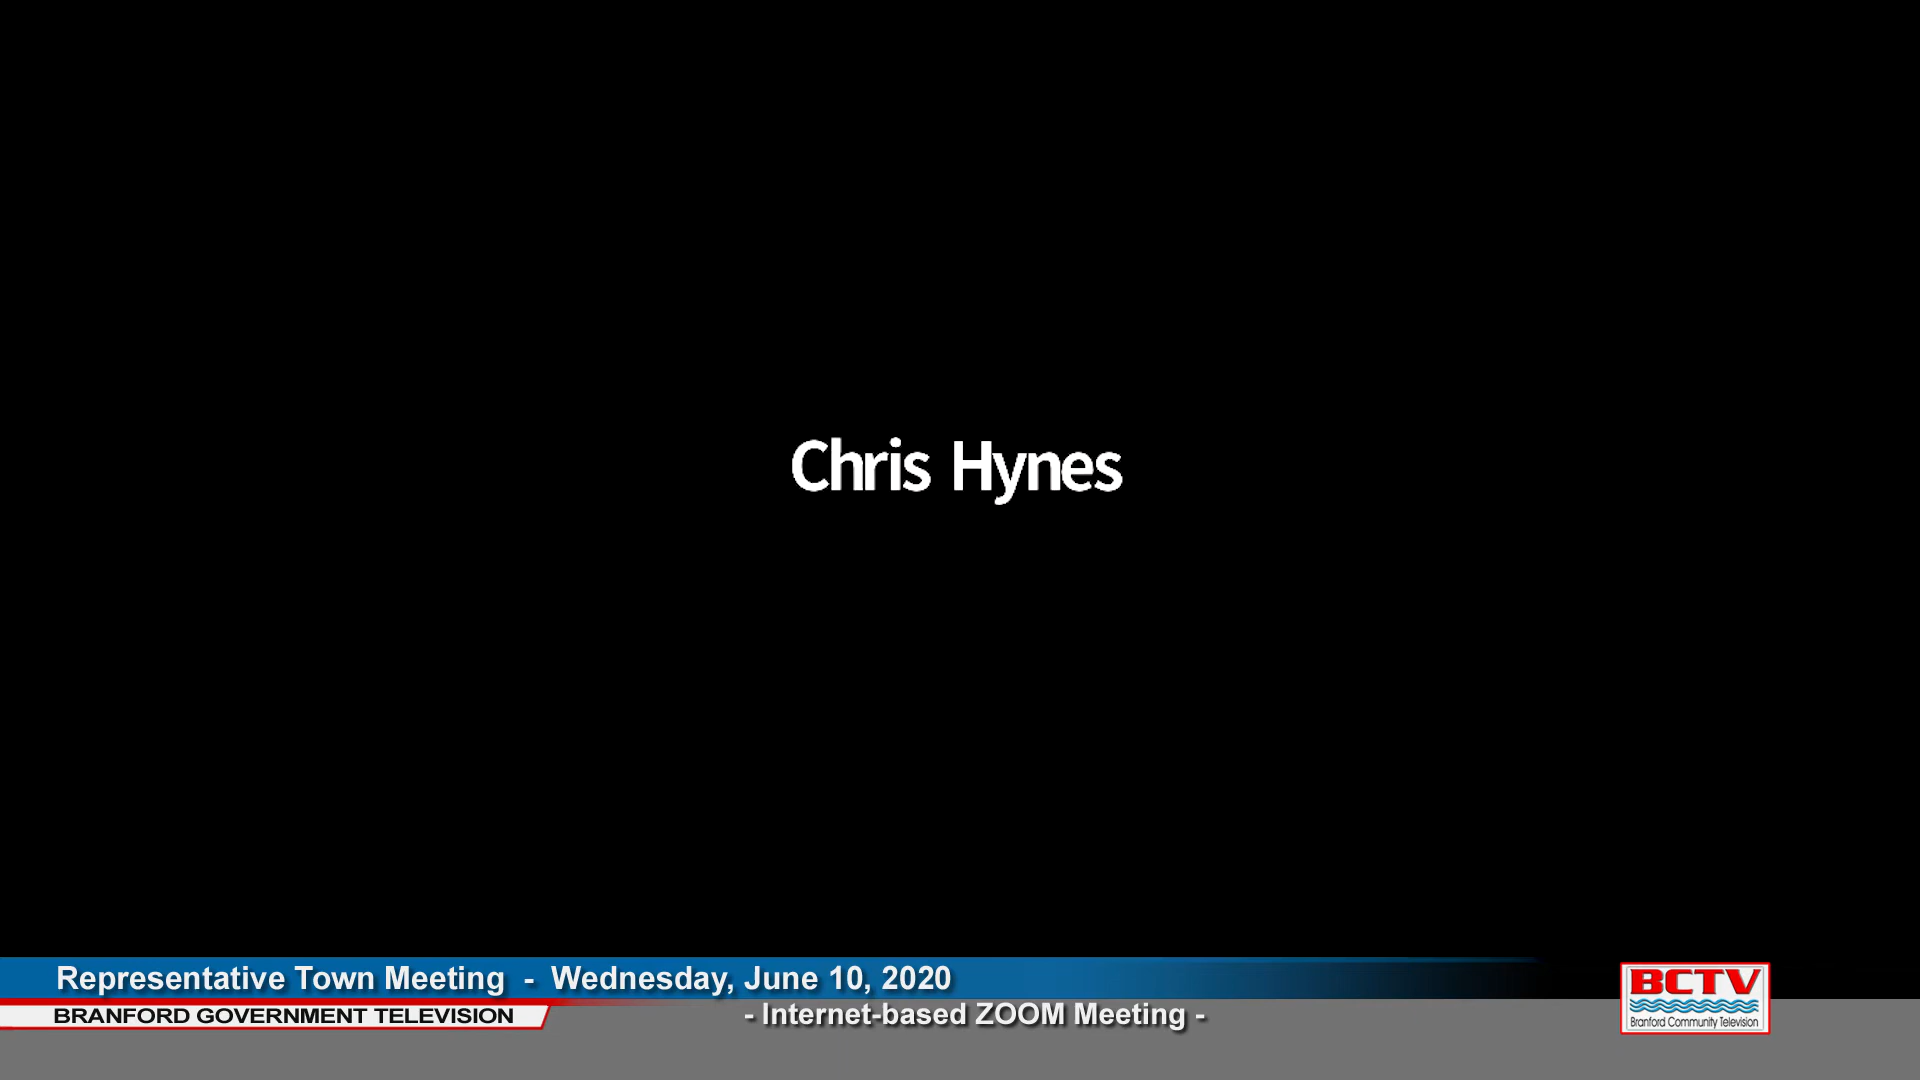 Chris Hynes
Representative Town Meeting - Wednesday, June 10, 2020
BRANFORD GOVERNMENT TELEVISION
- Internet-based ZOOM Meeting -
BCTV
Branford Community Television